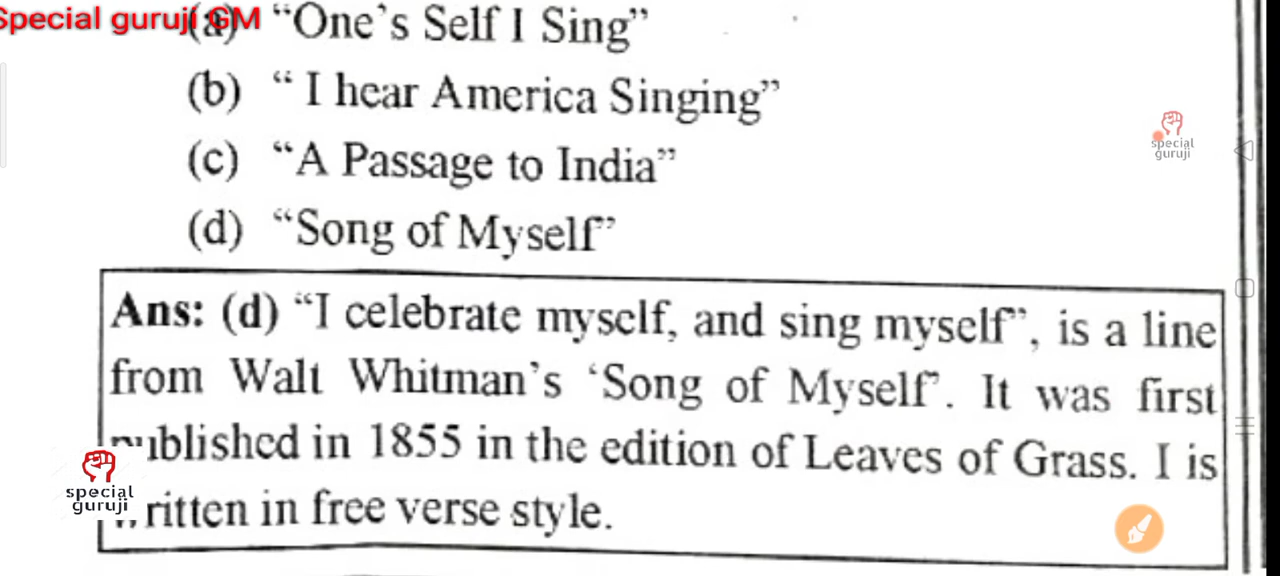 Special guruji GM
(a) “One’s Self I Sing”
(b) “ I hear America Singing”
(c) “A Passage to India”
special
guruji
(d) “Song of Myself”
Ans: (d) “I celebrate myself, and sing myself”, is a line
from Walt Whitman’s ‘Song of Myself’. It was first
published in 1855 in the edition of Leaves of Grass. I is
written in free verse style.
special
guruji